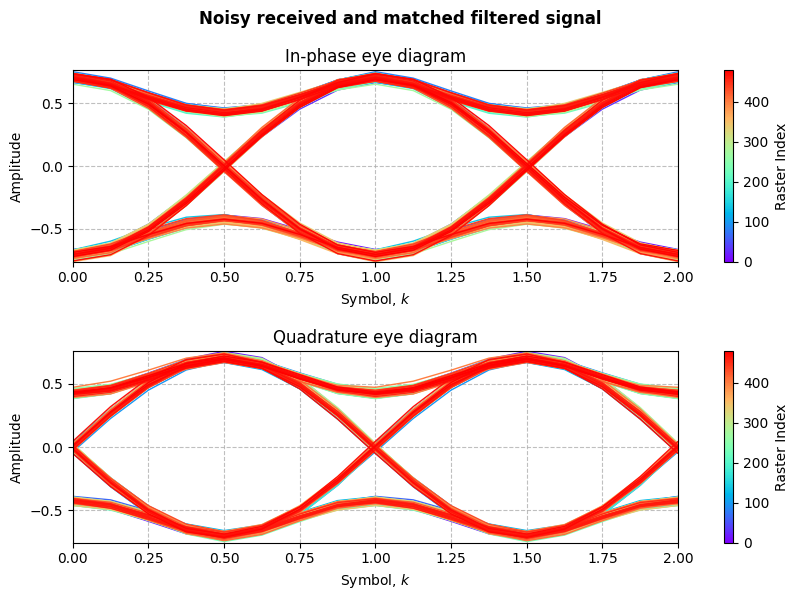 Noisy received and matched filtered signal
In-phase eye diagram
0.5
0.0
−0.5
Amplitude
0.00 0.25 0.50 0.75 1.00 1.25 1.50 1.75 2.00
Symbol, k
400
300
200
100
0
Raster Index
Quadrature eye diagram
0.5
0.0
−0.5
Amplitude
0.00 0.25 0.50 0.75 1.00 1.25 1.50 1.75 2.00
Symbol, k
400
300
200
100
0
Raster Index